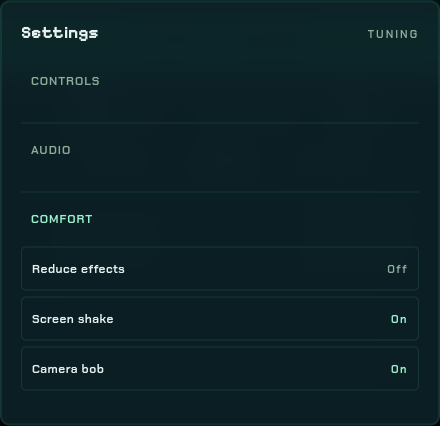 Settings
TUNING
CONTROLS
AUDIO
COMFORT
Reduce effects Off
Screen shake On
Camera bob On